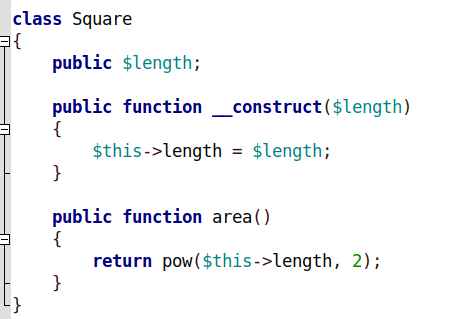 class Square
{
    public $length;
    public function __construct($length)
    {
        $this->length = $length;
    }
    public function area()
    {
        return pow($this->length, 2);
    }
}